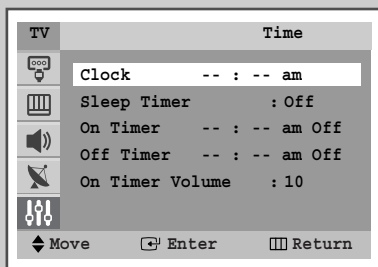 TV Time
Clock -- : -- am
Sleep Timer : Off
On Timer -- : -- am Off
Off Timer -- : -- am Off
On Timer Volume : 10
Move Enter Return